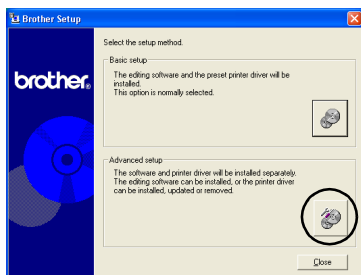 Brother Setup
Select the setup method.
brother.
Basic setup
The editing software and the preset printer driver will be
installed.
This option is normally selected.
Advanced setup
The software and printer driver will be installed separately.
The editing software can be installed, or the printer driver
can be installed, updated or removed.
Close